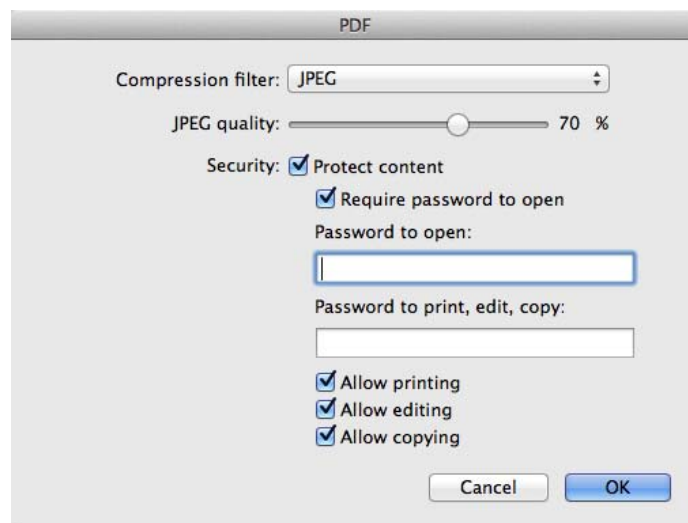 PDF
Compression filter: JPEG
JPEG quality: 70 %
Security: Protect content
Require password to open
Password to open:
Password to print, edit, copy:
Allow printing
Allow editing
Allow copying
Cancel OK